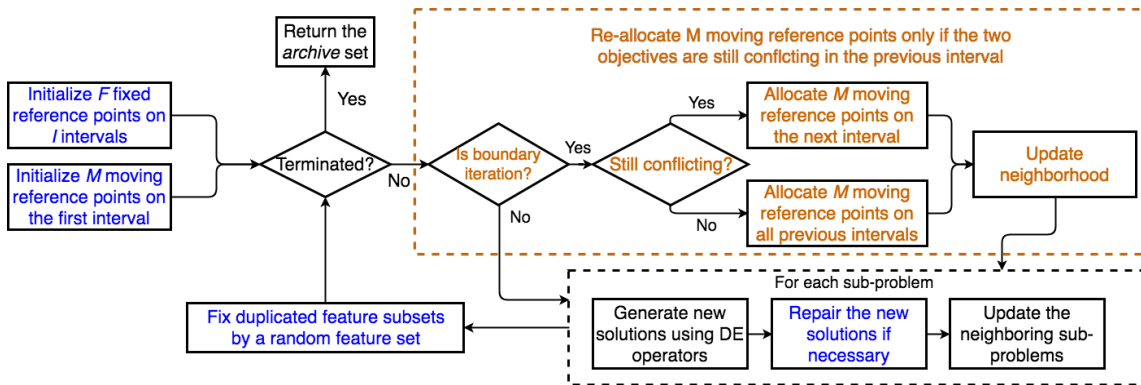 Return the
archive set
Re-allocate M moving reference points only if the two
objectives are still conflcting in the previous interval
Initialize F fixed
reference points on
I intervals
Yes
Initialize M moving
reference points on
the first interval
Terminated?
No
Is boundary
iteration?
Yes
No
Still conflicting?
Yes
No
Allocate M moving
reference points on
the next interval
Allocate M moving
reference points on
all previous intervals
Update
neighborhood
For each sub-problem
Generate new
solutions using DE
operators
Repair the new
solutions if
necessary
Update the
neighboring sub-
problems
Fix duplicated feature subsets
by a random feature set